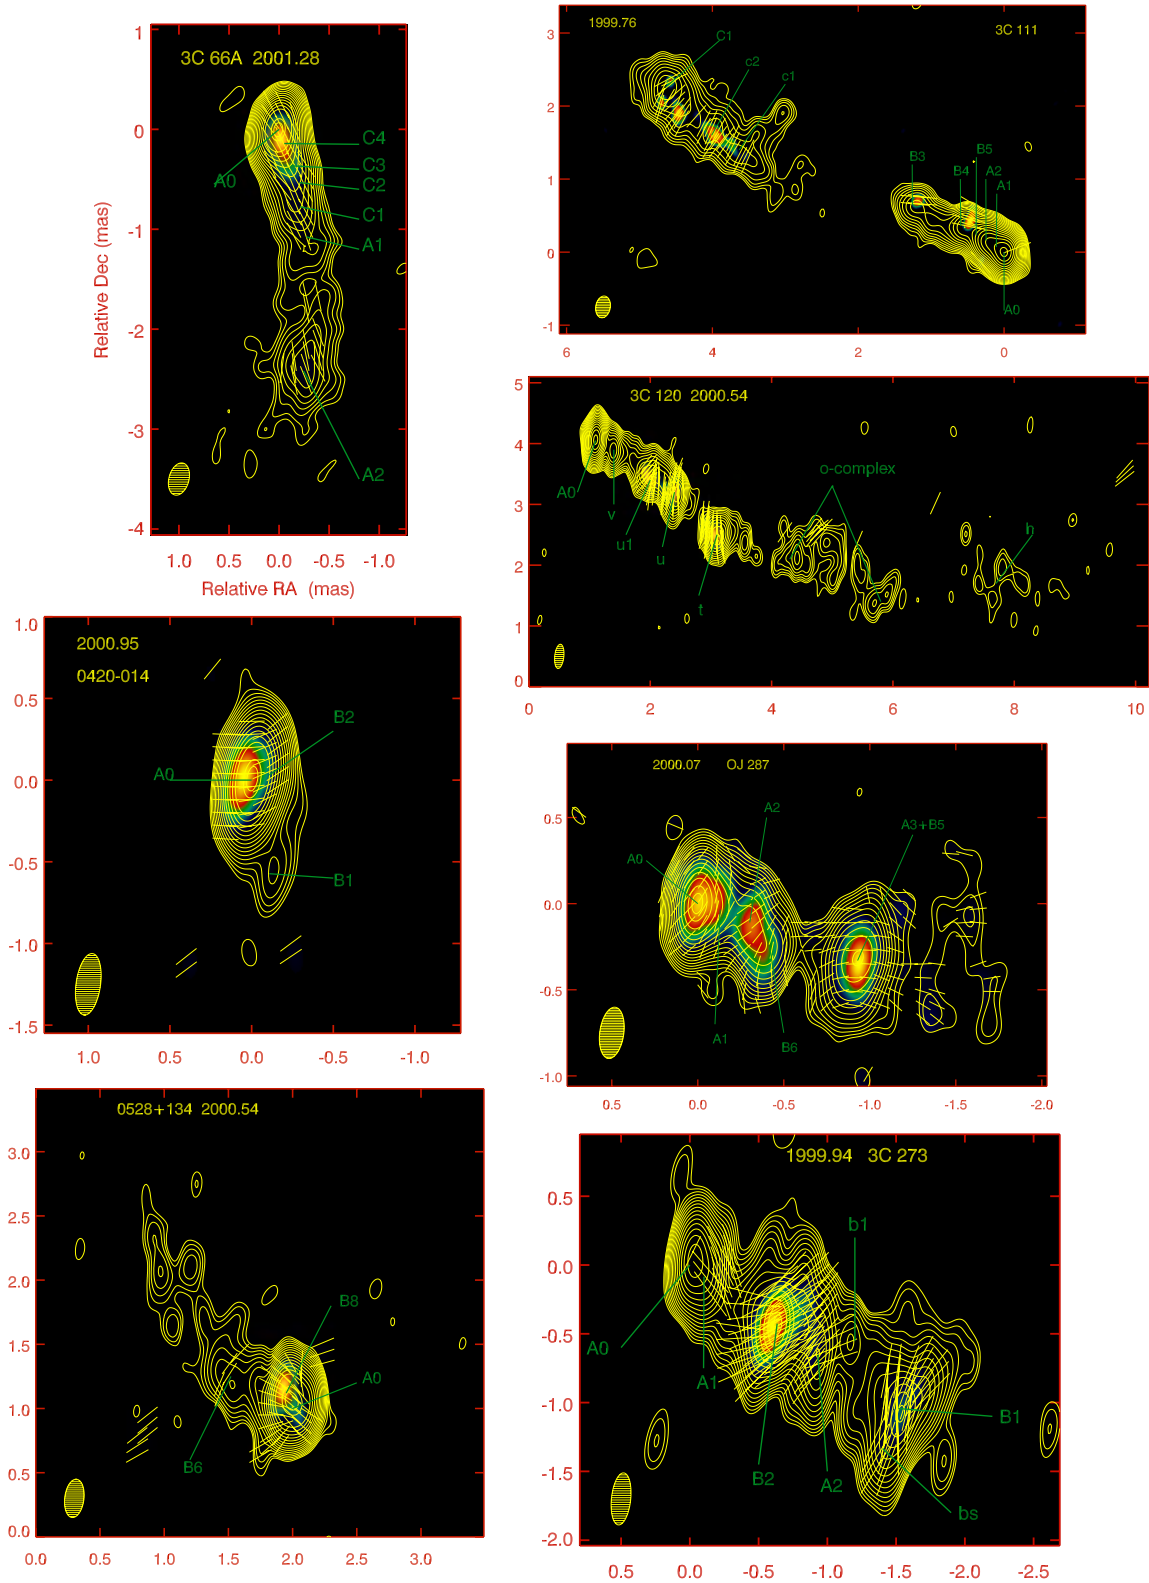 3C 66A 2001.28
1
0
-1
-2
-3
-4
C4
C3
C2
C1
A0
A1
A2
Relative Dec (mas)
1.0 0.5 0.0 -0.5 -1.0
Relative RA (mas)
1999.76
3C 111
3
2
1
0
-1
C1
c2
c1
B3
B5
B4
A2
A1
A0
6 4 2 0
3C 120 2000.54
5
4
3
2
1
0
o-complex
A0
v
u1
u
t
h
0 2 4 6 8 10
2000.95
0420-014
1.0
0.5
0.0
-0.5
-1.0
-1.5
B2
A0
B1
1.0 0.5 0.0 -0.5 -1.0
2000.07 OJ 287
0.5
0.0
-0.5
-1.0
A2
A3+B5
A0
A1
B6
0.5 0.0 -0.5 -1.0 -1.5 -2.0
0528+134 2000.54
3.0
2.5
2.0
1.5
1.0
0.5
0.0
B8
A0
B6
0.0 0.5 1.0 1.5 2.0 2.5 3.0
1999.94 3C 273
0.5
0.0
-0.5
-1.0
-1.5
-2.0
b1
A0
A1
B1
B2
A2
bs
0.5 0.0 -0.5 -1.0 -1.5 -2.0 -2.5